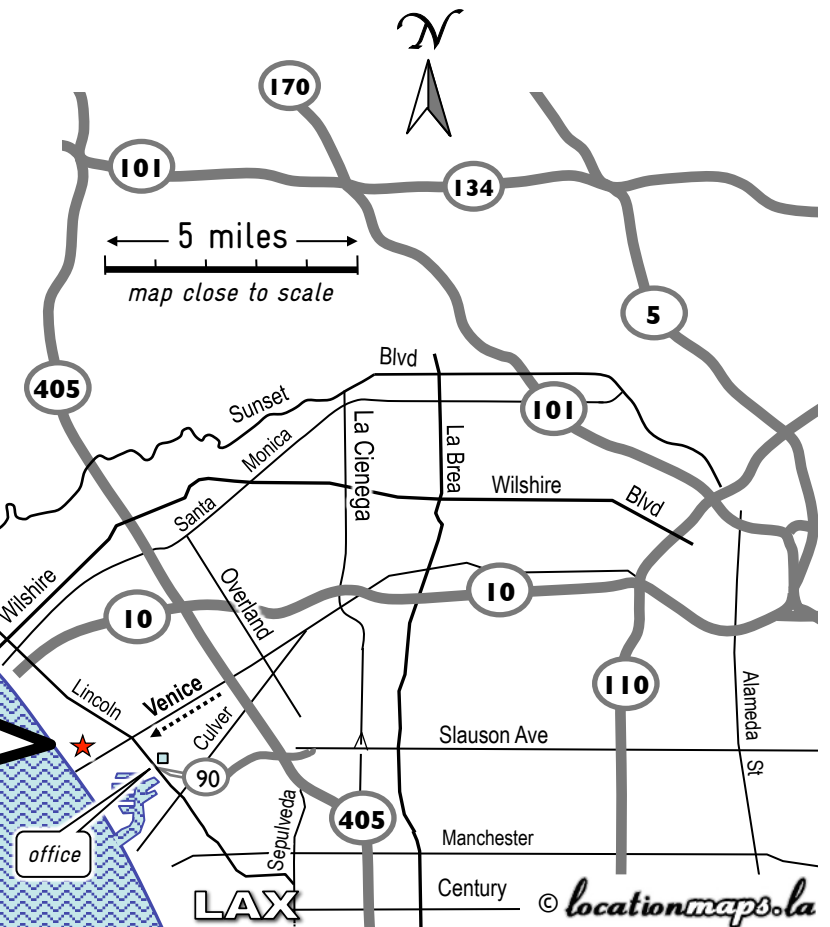 N
170
101
134
5 miles
map close to scale
5
405
Blvd
Sunset
101
La Cienega
La Brea
Monica
Wilshire
Blvd
Santa
Wilshire
Overland
10
10
Venice
Lincoln
110
Culver
Alameda
St
Slauson Ave
90
405
Sepulveda
office
Manchester
LAX
Century
© locationmaps.la